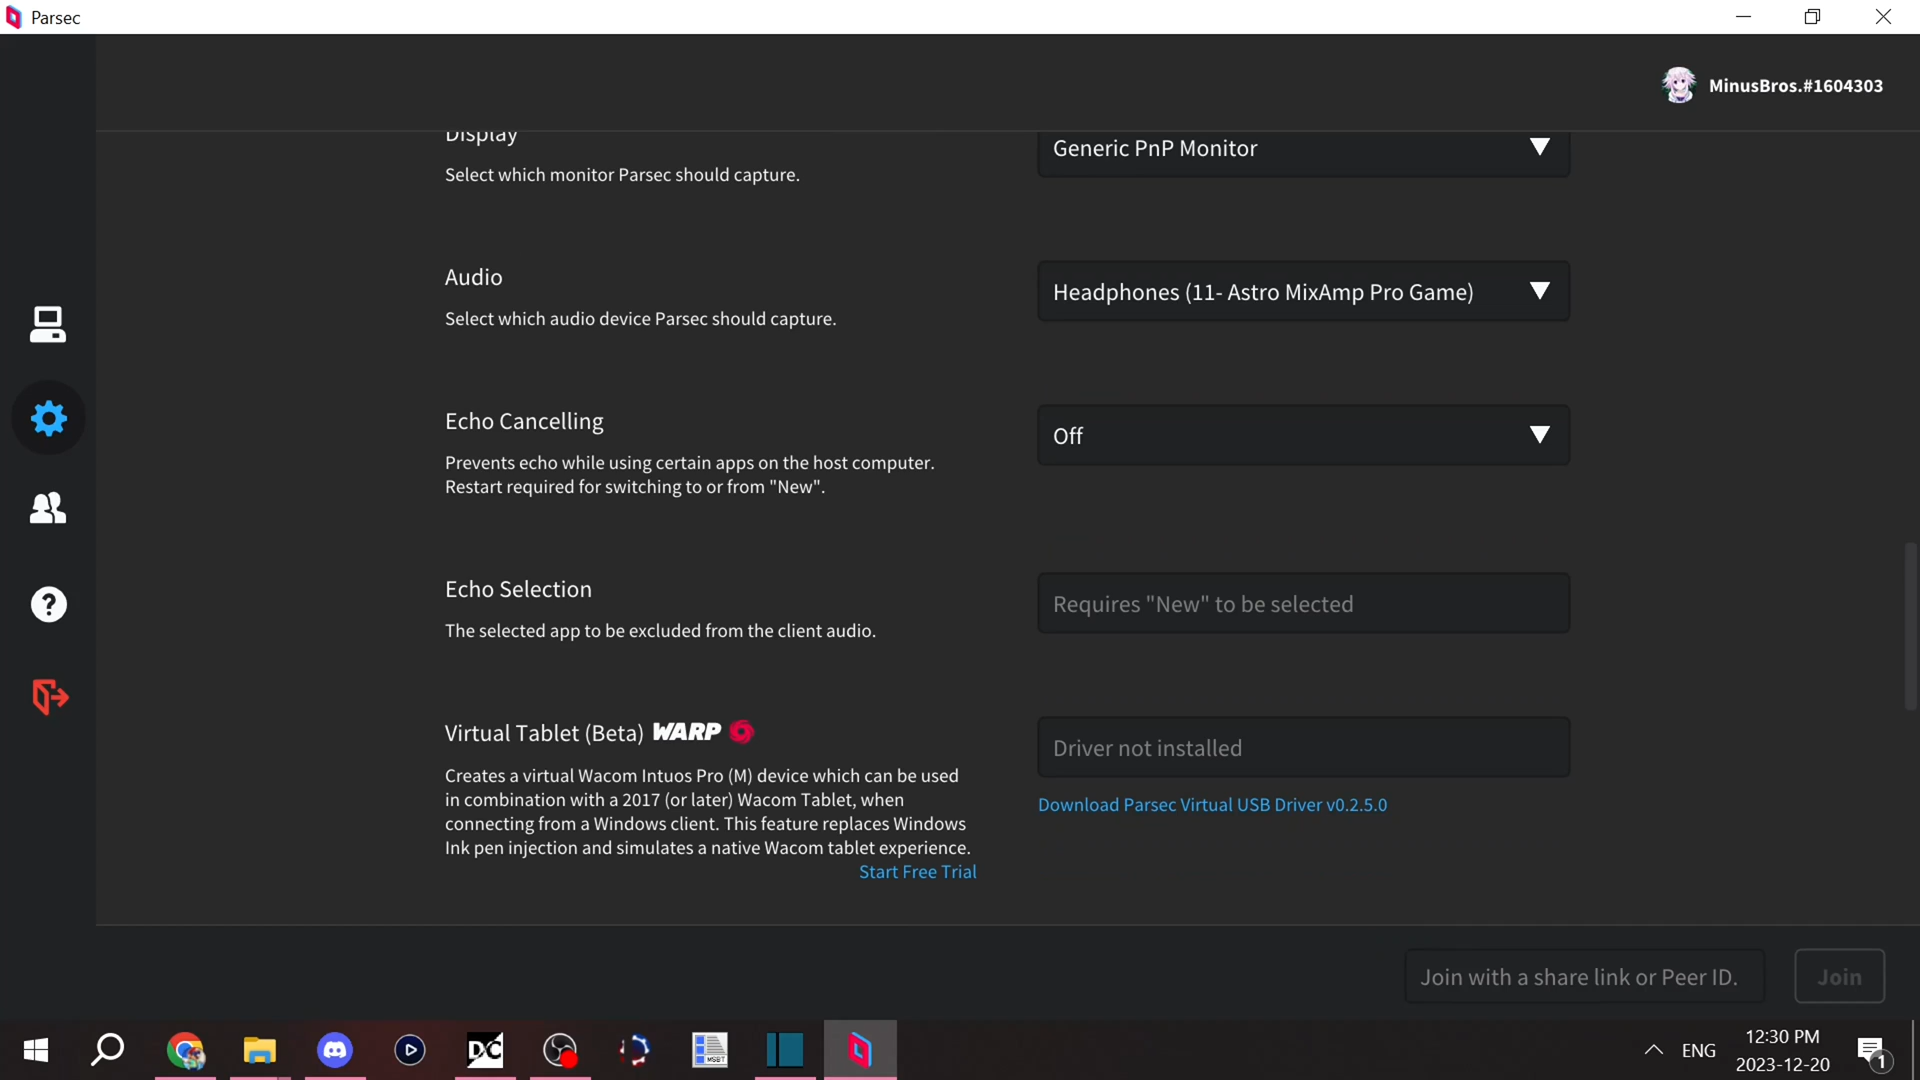 Parsec
MinusBros.#1604303
Display
Generic PnP Monitor
Select which monitor Parsec should capture.
Audio
Headphones (11- Astro MixAmp Pro Game)
Select which audio device Parsec should capture.
Echo Cancelling
Off
Prevents echo while using certain apps on the host computer.
Restart required for switching to or from "New".
Echo Selection
Requires "New" to be selected
The selected app to be excluded from the client audio.
Virtual Tablet (Beta) WARP
Driver not installed
Creates a virtual Wacom Intuos Pro (M) device which can be used
in combination with a 2017 (or later) Wacom Tablet, when
connecting from a Windows client. This feature replaces Windows
Ink pen injection and simulates a native Wacom tablet experience.
Download Parsec Virtual USB Driver v0.2.5.0
Start Free Trial
Join with a share link or Peer ID.
Join
DC
MSBT
ENG
12:30 PM
2023-12-20
1